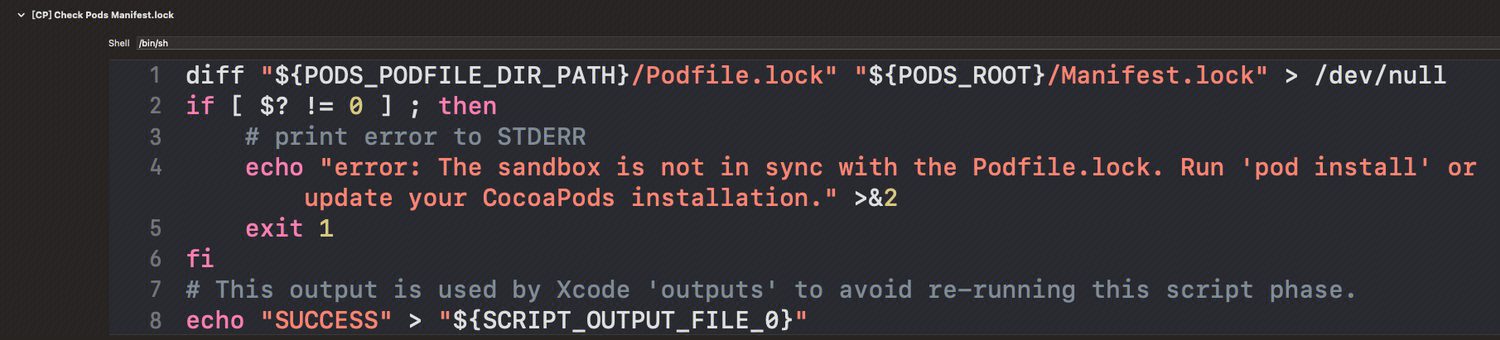 [CP] Check Pods Manifest.lock
Shell /bin/sh
1 diff "${PODS_PODFILE_DIR_PATH}/Podfile.lock" "${PODS_ROOT}/Manifest.lock" > /dev/null
2 if [ $? != 0 ] ; then
3 # print error to STDERR
4 echo "error: The sandbox is not in sync with the Podfile.lock. Run 'pod install' or
update your CocoaPods installation." >&2
5 exit 1
6 fi
7 # This output is used by Xcode 'outputs' to avoid re-running this script phase.
8 echo "SUCCESS" > "${SCRIPT_OUTPUT_FILE_0}"